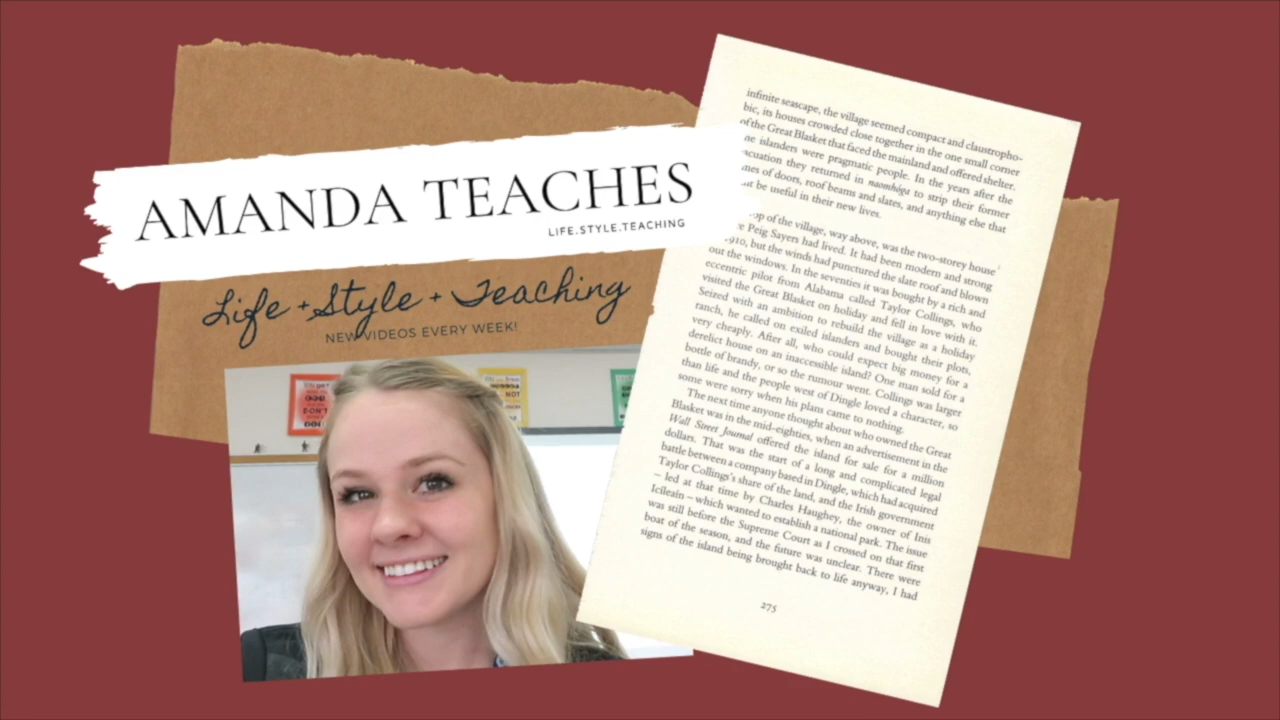 AMANDA TEACHES
LIFE.STYLE.TEACHING
Life + Style + Teaching
NEW VIDEOS EVERY WEEK!
DON'T
NOT
infinite seascape, the village seemed compact and claustropho-
bic, its houses crowded close together in the one small corner
of the Great Blasket that faced the mainland and offered shelter.
islanders were pragmatic people. In the years after the
they returned in naomhóga to strip their former
of doors, roof beams and slates, and anything else that
be useful in their new lives.
of the village, way above, was the two-storey house
Peig Sayers had lived. It had been modern and strong
1910, but the winds had punctured the slate roof and blown
out the windows. In the seventies it was bought by a rich and
eccentric pilot from Alabama called Taylor Collings, who
visited the Great Blasket on holiday and fell in love with it.
Seized with an ambition to rebuild the village as a holiday
ranch, he called on exiled islanders and bought their plots,
very cheaply. After all, who could expect big money for a
derelict house on an inaccessible island? One man sold for a
bottle of brandy, or so the rumour went. Collings was larger
than life and the people west of Dingle loved a character, so
some were sorry when his plans came to nothing.
The next time anyone thought about who owned the Great
Blasket was in the mid-eighties, when an advertisement in the
Wall Street Journal offered the island for sale for a million
dollars. That was the start of a long and complicated legal
battle between a company based in Dingle, which had acquired
Taylor Collings's share of the land, and the Irish government
– led at that time by Charles Haughey, the owner of Inis
Icíleaín – which wanted to establish a national park. The issue
was still before the Supreme Court as I crossed on that first
boat of the season, and the future was unclear. There were
signs of the island being brought back to life anyway, I had
275